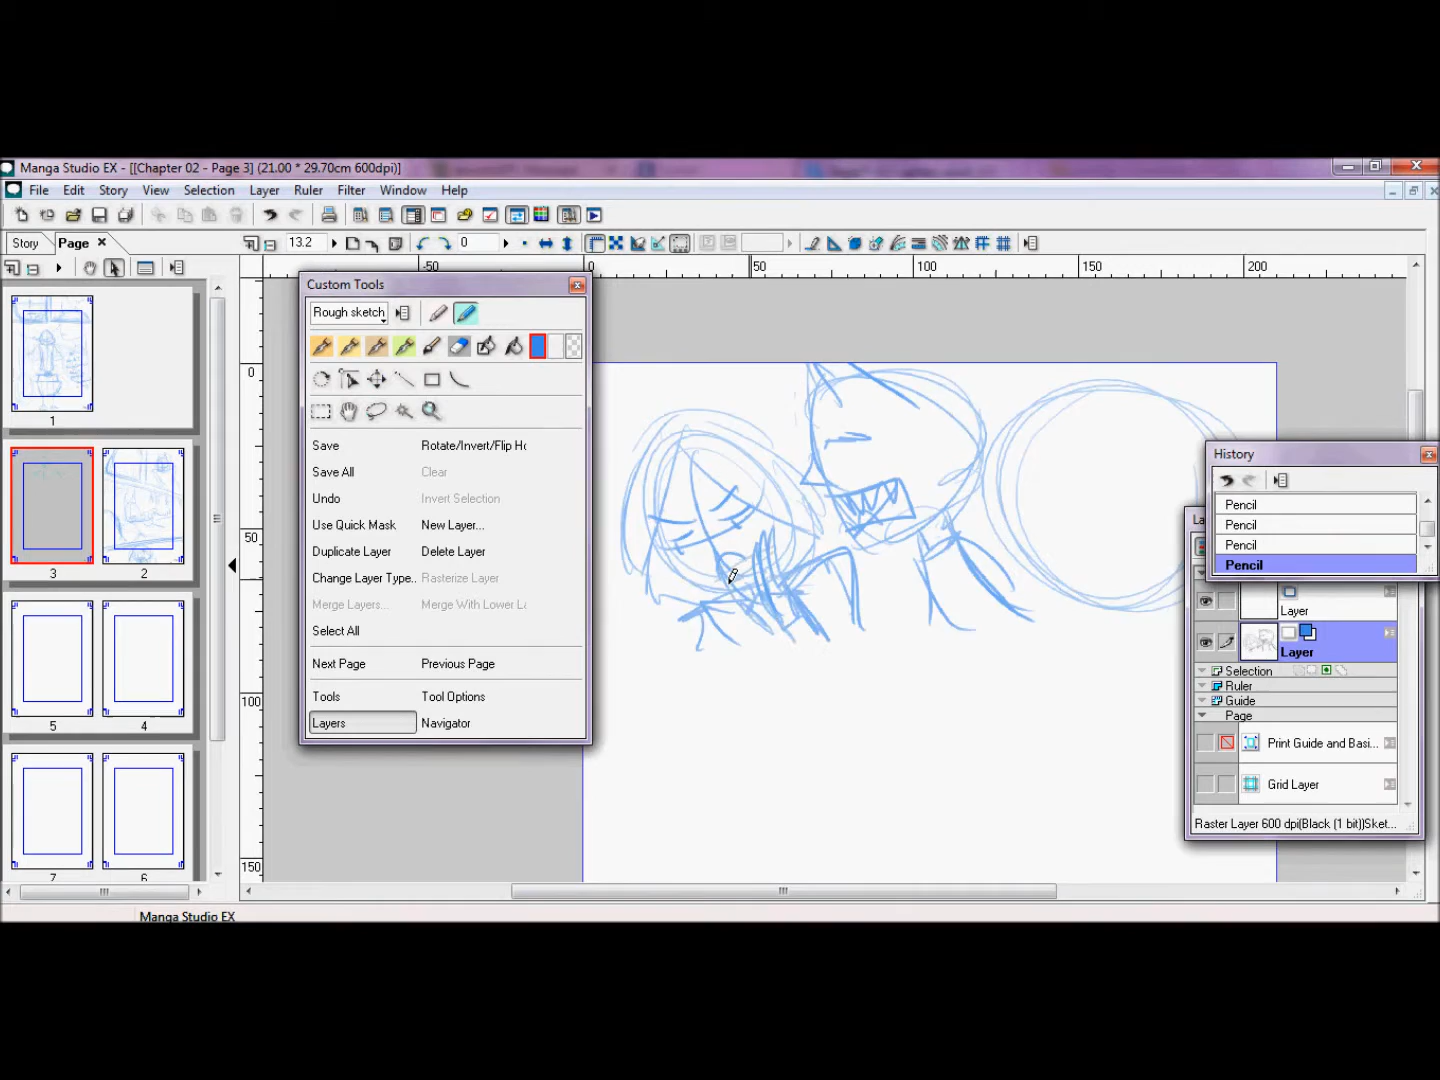 Manga Studio EX - [[Chapter 02 - Page 3] (21.00 * 29.70cm 600dpi)]
File Edit Story View Selection Layer Ruler Filter Window Help
Story Page 13.2 0
-50 0 50 100 150 200
0
50
100
150
1
3 2
5 4
7 6
Custom Tools
Rough sketch
Save Rotate/Invert/Flip Ho
Save All Clear
Undo Invert Selection
Use Quick Mask New Layer...
Duplicate Layer Delete Layer
Change Layer Type.. Rasterize Layer
Merge Layers... Merge With Lower La
Select All
Next Page Previous Page
Tools Tool Options
Layers Navigator
History
Pencil
Pencil
Pencil
Pencil
La
Layer
Layer
Selection
Ruler
Guide
Page
Print Guide and Basi...
Grid Layer
Raster Layer 600 dpi(Black (1 bit))Sket...
Manga Studio EX